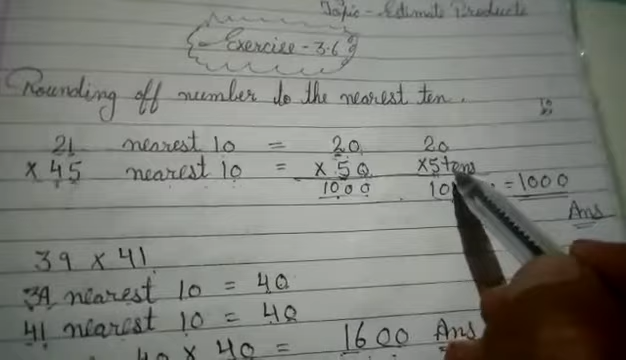 Topic - Estimate Products
Exercise - 3.6
Rounding off number to the nearest ten.
21 nearest 10 = 20 20
× 45 nearest 10 = × 50 ×5 tens
1000 = 1000
Ans
39 × 41
39 nearest 10 = 40
41 nearest 10 = 40
40 × 40 = 1600 Ans